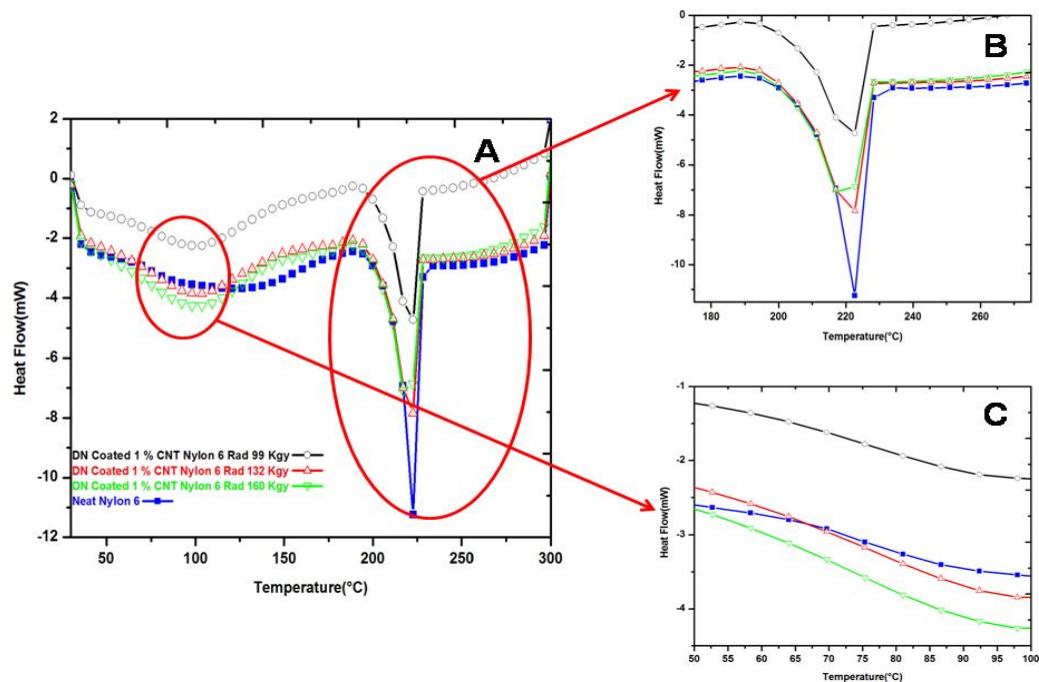 A
2
0
-2
-4
-6
-8
-10
-12
Heat Flow(mW)
DN Coated 1 % CNT Nylon 6 Rad 99 Kgy
DN Coated 1 % CNT Nylon 6 Rad 132 Kgy
DN Coated 1 % CNT Nylon 6 Rad 160 Kgy
Neat Nylon 6
50 100 150 200 250 300
Temperature(°C)
B
0
-2
-4
-6
-8
-10
Heat Flow(mW)
180 200 220 240 260
Temperature(°C)
C
-1
-2
-3
-4
Heat Flow(mW)
50 55 60 65 70 75 80 85 90 95 100
Temperature(°C)